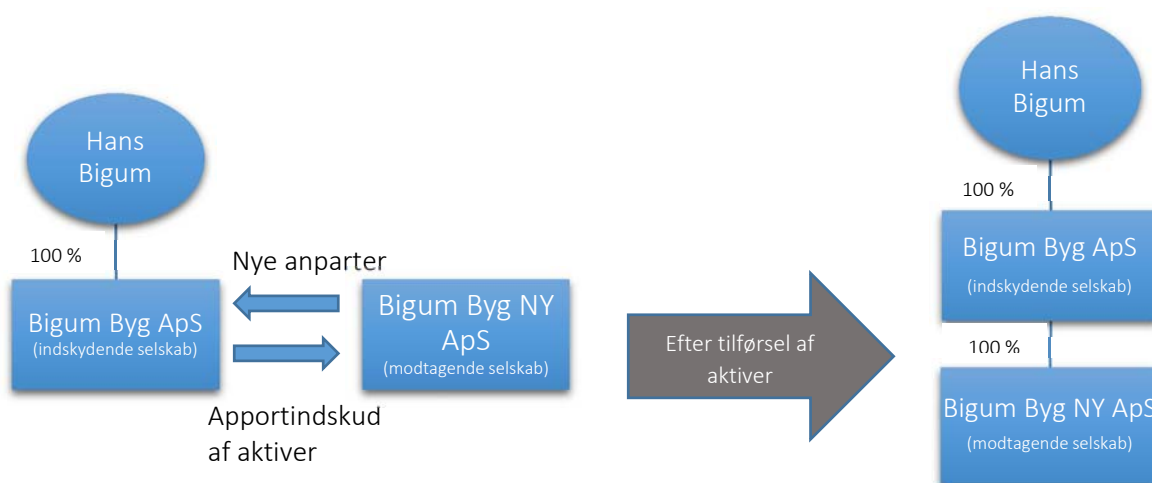 Hans
Bigum
100 %
Nye anparter
Bigum Byg ApS
(indskydende selskab)
Bigum Byg NY
ApS
(modtagende selskab)
Apportindskud
af aktiver
Efter tilførsel af
aktiver
Hans
Bigum
100 %
Bigum Byg ApS
(indskydende selskab)
100 %
Bigum Byg NY ApS
(modtagende selskab)